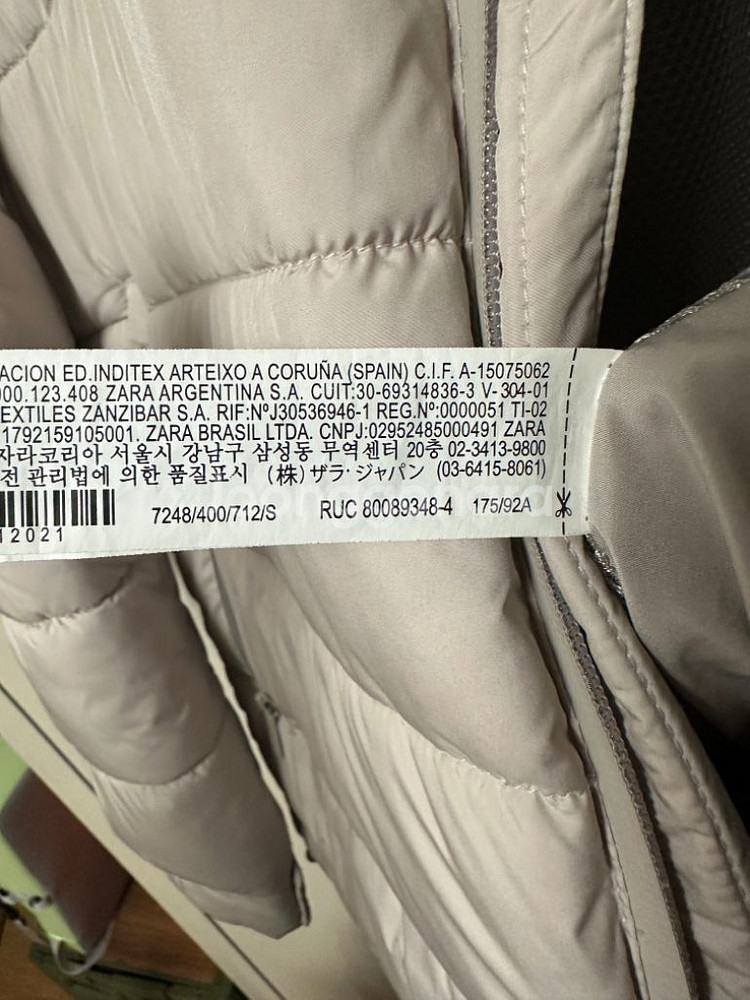 ACION ED.INDITEX ARTEIXO A CORUÑA (SPAIN) C.I.F. A-15075062
000.123.408 ZARA ARGENTINA S.A. CUIT:30-69314836-3 V-304-01
EXTILES ZANZIBAR S.A. RIF:NºJ30536946-1 REG.Nº:0000051 TI-02
1792159105001. ZARA BRASIL LTDA. CNPJ:02952485000491 ZARA
자라코리아 서울시 강남구 삼성동 무역센터 20층 02-3413-9800
전 관리법에 의한 품질표시 (株) ザラ・ジャパン (03-6415-8061)
7248/400/712/S RUC 80089348-4 175/92A
12021